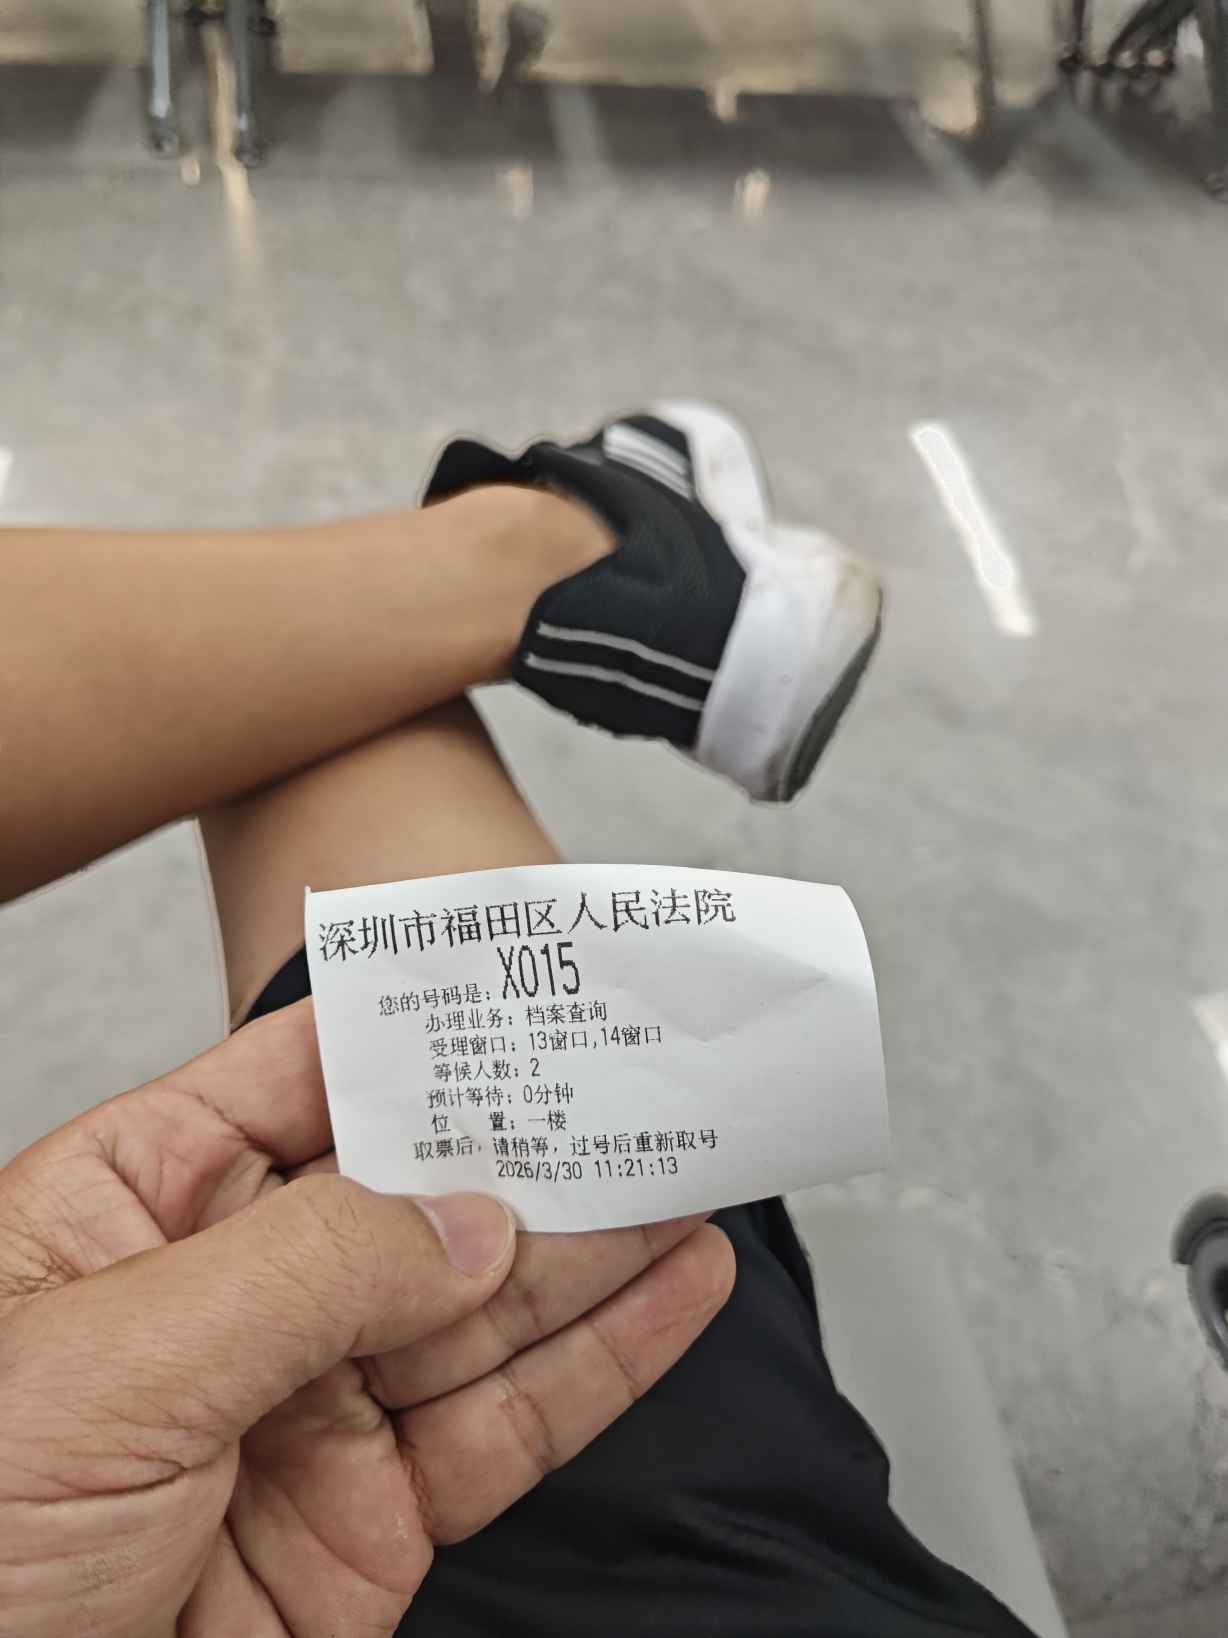 深圳市福田区人民法院
您的号码是：X015
办理业务：档案查询
受理窗口：13窗口,14窗口
等候人数：2
预计等待：0分钟
位　　置：一楼
取票后，请稍等，过号后重新取号
2026/3/30 11:21:13